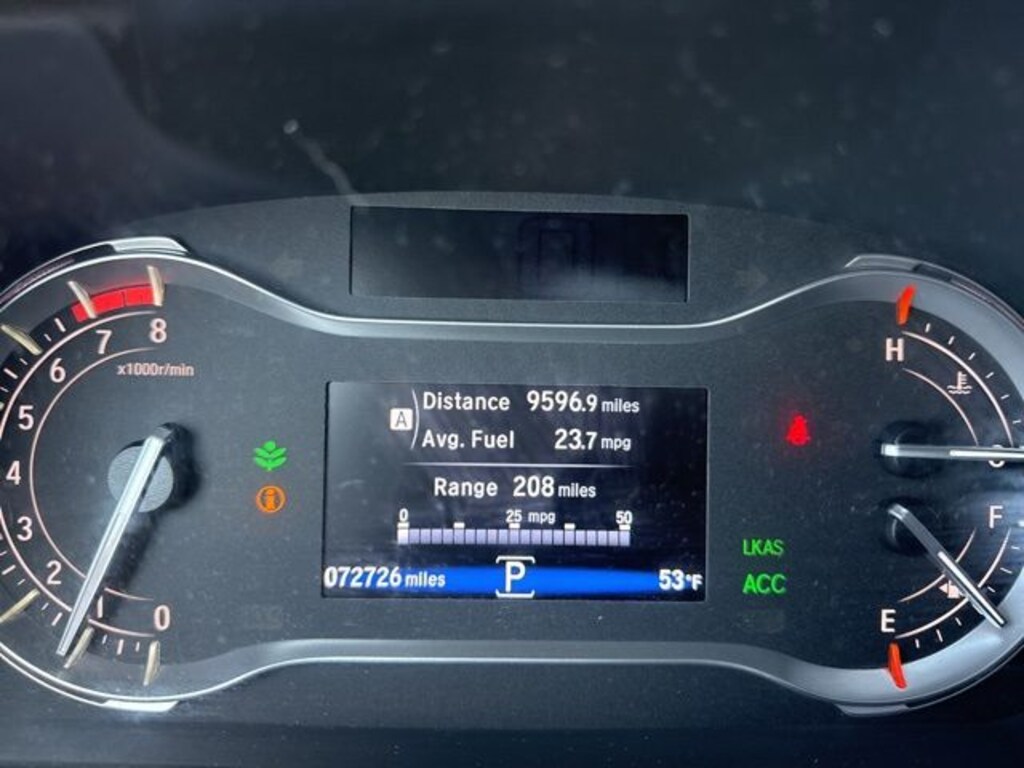 8
7
x1000r/min
6
5
4
3
2
1
0
A
Distance 9596.9 miles
Avg. Fuel 23.7 mpg
Range 208 miles
0 25 mpg 50
072726 miles P 53°F
LKAS
ACC
H
C
F
E